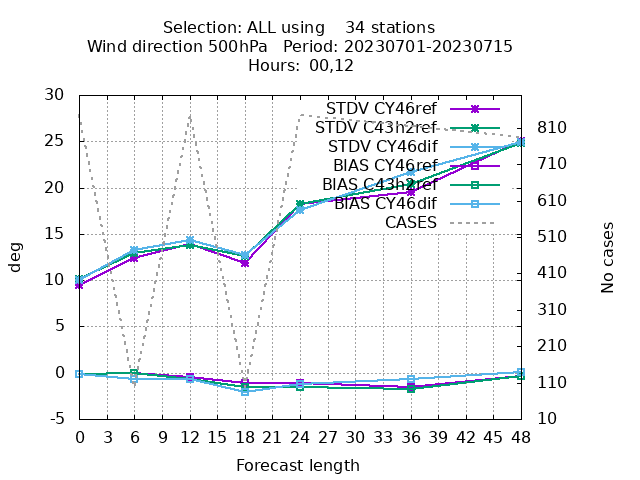 Selection: ALL using 34 stations
Wind direction 500hPa Period: 20230701-20230715
Hours: 00,12
30
25
20
15
10
5
0
-5
deg
STDV CY46ref
STDV C43h2ref
STDV CY46dif
BIAS CY46ref
BIAS C43h2ref
BIAS CY46dif
CASES
810
710
610
510
410
310
210
110
10
No cases
0 3 6 9 12 15 18 21 24 27 30 33 36 39 42 45 48
Forecast length